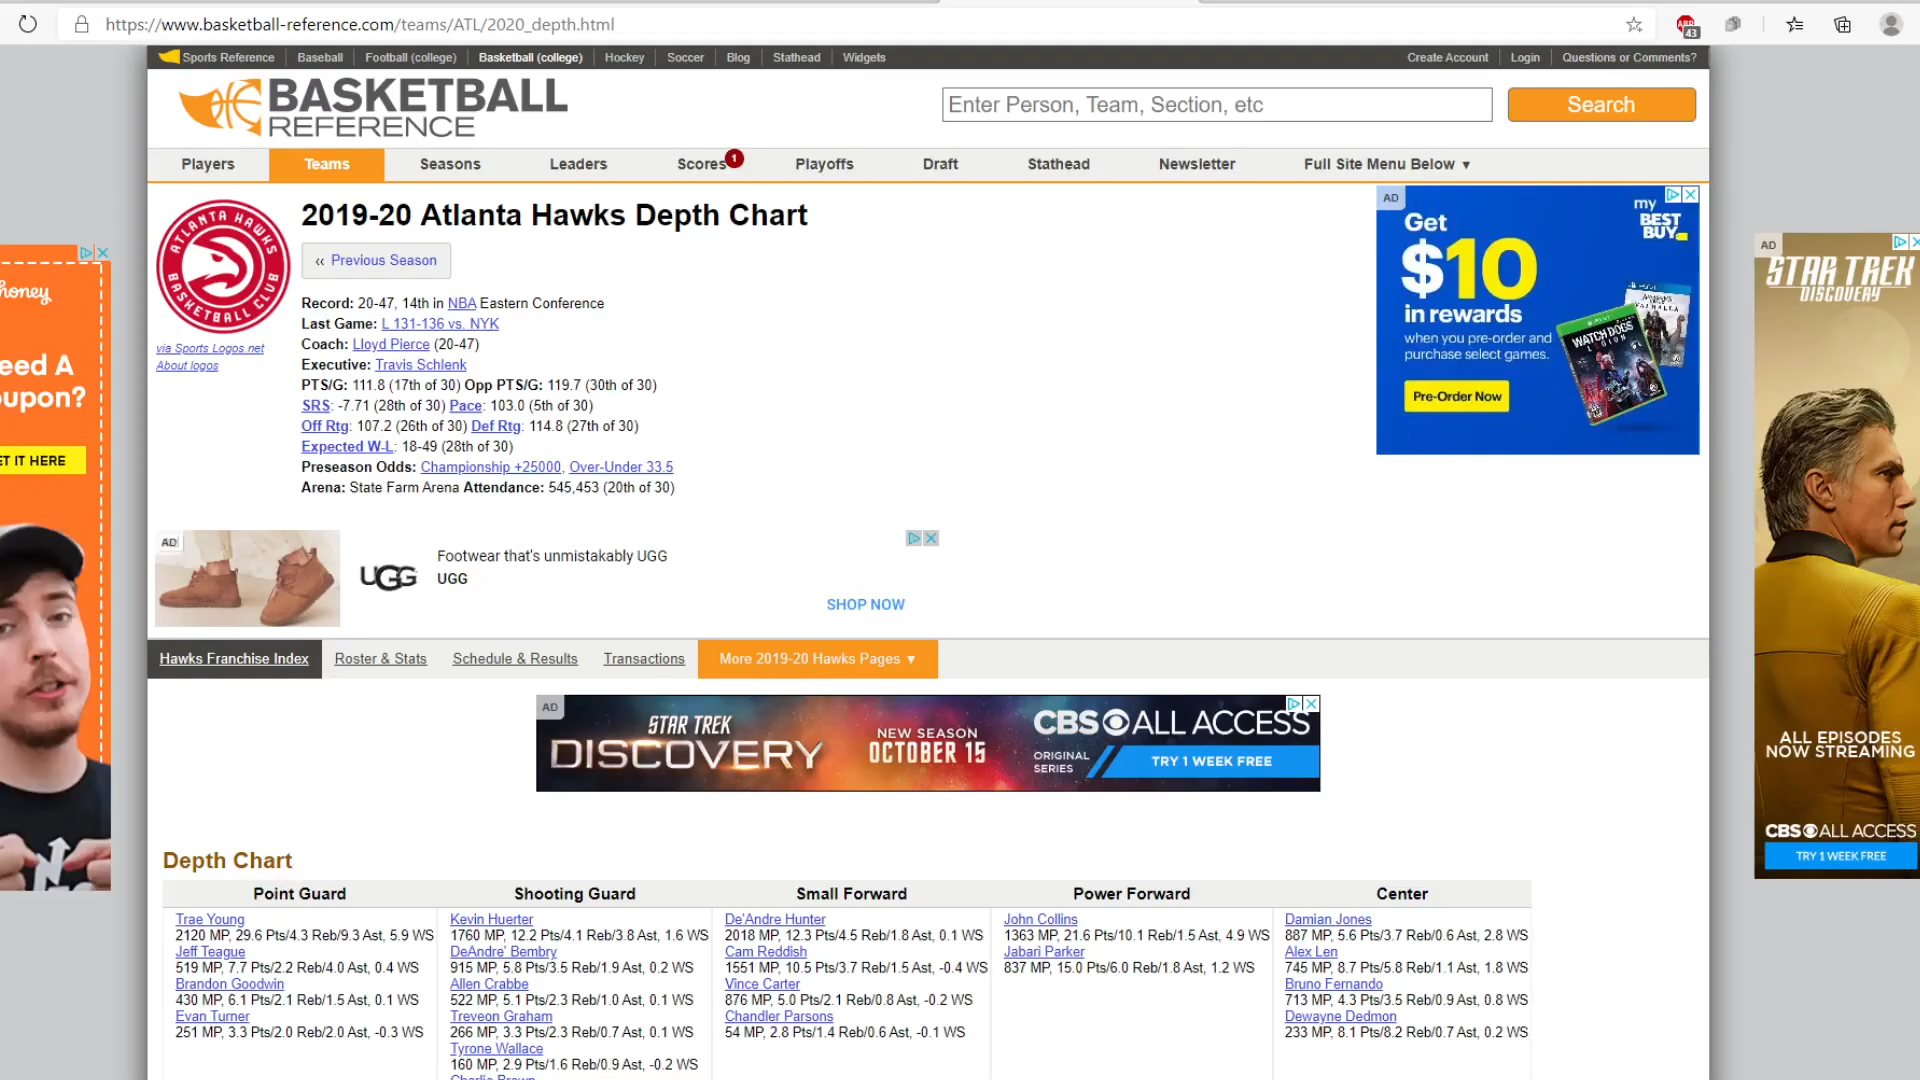 https://www.basketball-reference.com/teams/ATL/2020_depth.html
43
Sports Reference Baseball Football (college) Basketball (college) Hockey Soccer Blog Stathead Widgets Create Account Login Questions or Comments?
BASKETBALL
REFERENCE
Enter Person, Team, Section, etc
Search
Players Teams Seasons Leaders Scores 1 Playoffs Draft Stathead Newsletter Full Site Menu Below ▼
ATLANTA HAWKS
BASKETBALL CLUB
via Sports Logos.net
About logos
2019-20 Atlanta Hawks Depth Chart
‹‹ Previous Season
Record: 20-47, 14th in NBA Eastern Conference
Last Game: L 131-136 vs. NYK
Coach: Lloyd Pierce (20-47)
Executive: Travis Schlenk
PTS/G: 111.8 (17th of 30) Opp PTS/G: 119.7 (30th of 30)
SRS: -7.71 (28th of 30) Pace: 103.0 (5th of 30)
Off Rtg: 107.2 (26th of 30) Def Rtg: 114.8 (27th of 30)
Expected W-L: 18-49 (28th of 30)
Preseason Odds: Championship +25000, Over-Under 33.5
Arena: State Farm Arena Attendance: 545,453 (20th of 30)
AD
Get
$10
in rewards
when you pre-order and
purchase select games.
Pre-Order Now
my
BEST
BUY
WATCH DOGS
LEGION
honey
eed A
oupon?
ET IT HERE
AD
STAR TREK
DISCOVERY
ALL EPISODES
NOW STREAMING
CBS ALL ACCESS
TRY 1 WEEK FREE
AD
UGG
Footwear that's unmistakably UGG
UGG
SHOP NOW
Hawks Franchise Index Roster & Stats Schedule & Results Transactions More 2019-20 Hawks Pages ▼
AD
STAR TREK
DISCOVERY
NEW SEASON
OCTOBER 15
CBS ALL ACCESS
ORIGINAL
SERIES
TRY 1 WEEK FREE
Depth Chart
Point Guard Shooting Guard Small Forward Power Forward Center
Trae Young Kevin Huerter De'Andre Hunter John Collins Damian Jones
2120 MP, 29.6 Pts/4.3 Reb/9.3 Ast, 5.9 WS 1760 MP, 12.2 Pts/4.1 Reb/3.8 Ast, 1.6 WS 2018 MP, 12.3 Pts/4.5 Reb/1.8 Ast, 0.1 WS 1363 MP, 21.6 Pts/10.1 Reb/1.5 Ast, 4.9 WS 887 MP, 5.6 Pts/3.7 Reb/0.6 Ast, 2.8 WS
Jeff Teague DeAndre' Bembry Cam Reddish Jabari Parker Alex Len
519 MP, 7.7 Pts/2.2 Reb/4.0 Ast, 0.4 WS 915 MP, 5.8 Pts/3.5 Reb/1.9 Ast, 0.2 WS 1551 MP, 10.5 Pts/3.7 Reb/1.5 Ast, -0.4 WS 837 MP, 15.0 Pts/6.0 Reb/1.8 Ast, 1.2 WS 745 MP, 8.7 Pts/5.8 Reb/1.1 Ast, 1.8 WS
Brandon Goodwin Allen Crabbe Vince Carter Bruno Fernando
430 MP, 6.1 Pts/2.1 Reb/1.5 Ast, 0.1 WS 522 MP, 5.1 Pts/2.3 Reb/1.0 Ast, 0.1 WS 876 MP, 5.0 Pts/2.1 Reb/0.8 Ast, -0.2 WS 713 MP, 4.3 Pts/3.5 Reb/0.9 Ast, 0.8 WS
Evan Turner Treveon Graham Chandler Parsons Dewayne Dedmon
251 MP, 3.3 Pts/2.0 Reb/2.0 Ast, -0.3 WS 266 MP, 3.3 Pts/2.3 Reb/0.7 Ast, 0.1 WS 54 MP, 2.8 Pts/1.4 Reb/0.6 Ast, -0.1 WS 233 MP, 8.1 Pts/8.2 Reb/0.7 Ast, 0.2 WS
Tyrone Wallace
160 MP, 2.9 Pts/1.6 Reb/0.9 Ast, -0.2 WS